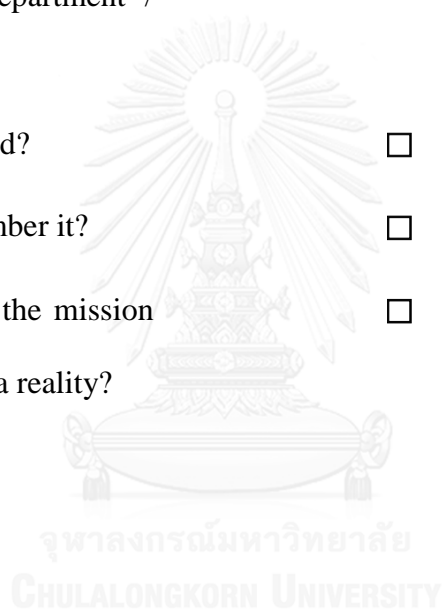 epartment /
d? ☐
nber it? ☐
the mission ☐
a reality?
จุฬาลงกรณ์มหาวิทยาลัย
CHULALONGKORN UNIVERSITY